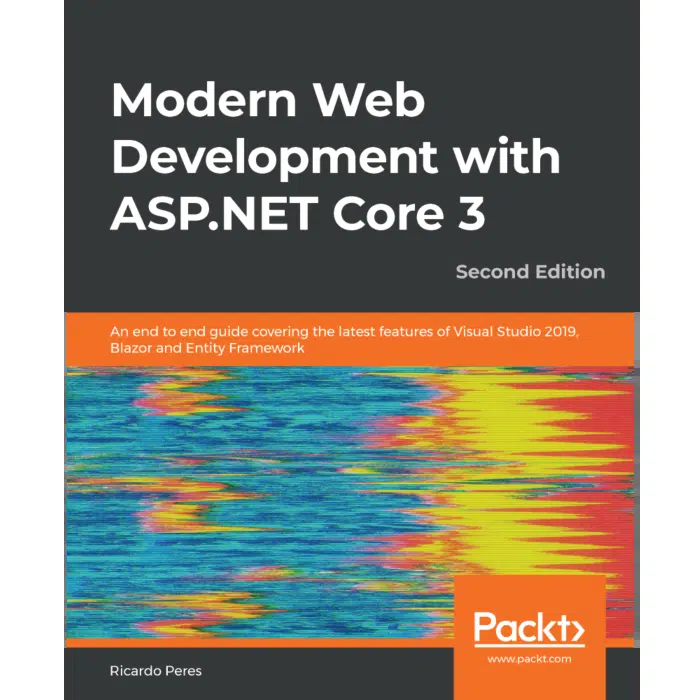 Modern Web
Development with
ASP.NET Core 3
Second Edition
An end to end guide covering the latest features of Visual Studio 2019,
Blazor and Entity Framework
Packt>
www.packt.com
Ricardo Peres